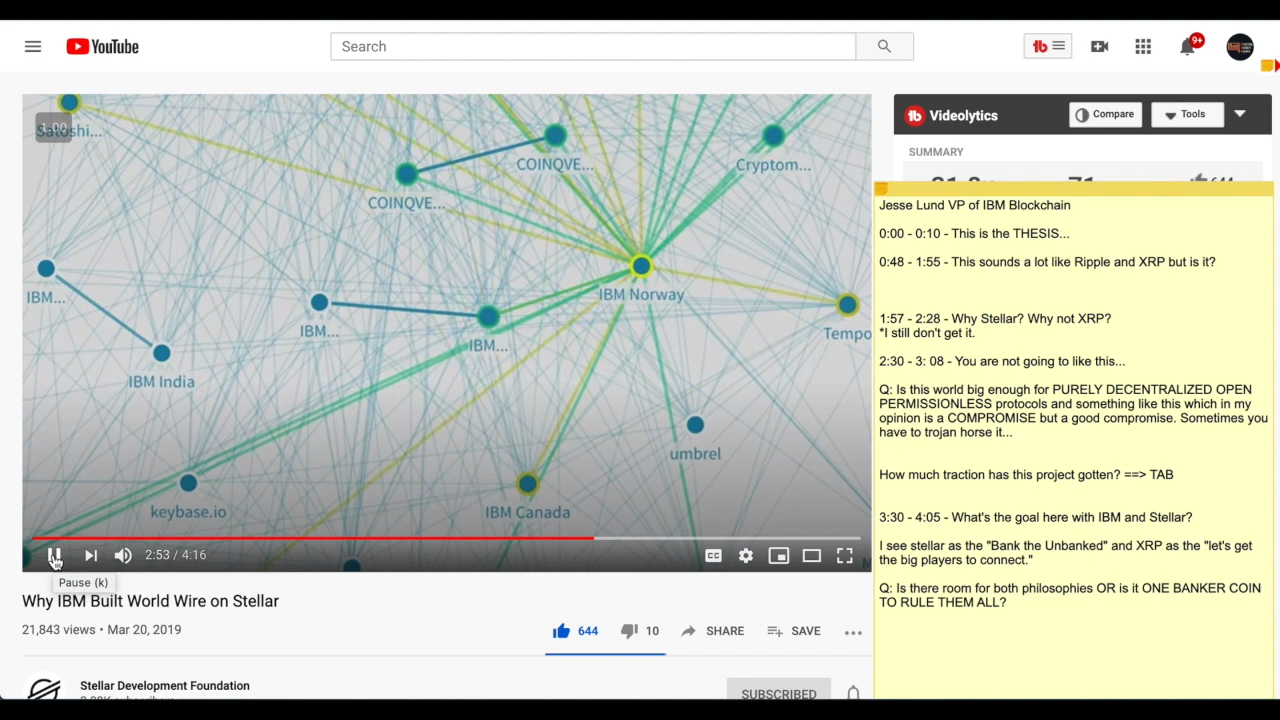 YouTube
Search
9+
Videolytics
Compare
Tools
SUMMARY
71
644
1.00
Satoshi...
COINQVE...
Cryptom...
COINQVE...
IBM Norway
IBM...
IBM...
IBM...
Tempo
IBM India
umbrel
keybase.io
IBM Canada
2:53 / 4:16
CC
Pause (k)
Why IBM Built World Wire on Stellar
21,843 views • Mar 20, 2019
644
10
SHARE
SAVE
Stellar Development Foundation
SUBSCRIBED
Jesse Lund VP of IBM Blockchain
0:00 - 0:10 - This is the THESIS...
0:48 - 1:55 - This sounds a lot like Ripple and XRP but is it?
1:57 - 2:28 - Why Stellar? Why not XRP?
*I still don't get it.
2:30 - 3: 08 - You are not going to like this...
Q: Is this world big enough for PURELY DECENTRALIZED OPEN
PERMISSIONLESS protocols and something like this which in my
opinion is a COMPROMISE but a good compromise. Sometimes you
have to trojan horse it...
How much traction has this project gotten? ==> TAB
3:30 - 4:05 - What's the goal here with IBM and Stellar?
I see stellar as the "Bank the Unbanked" and XRP as the "let's get
the big players to connect."
Q: Is there room for both philosophies OR is it ONE BANKER COIN
TO RULE THEM ALL?